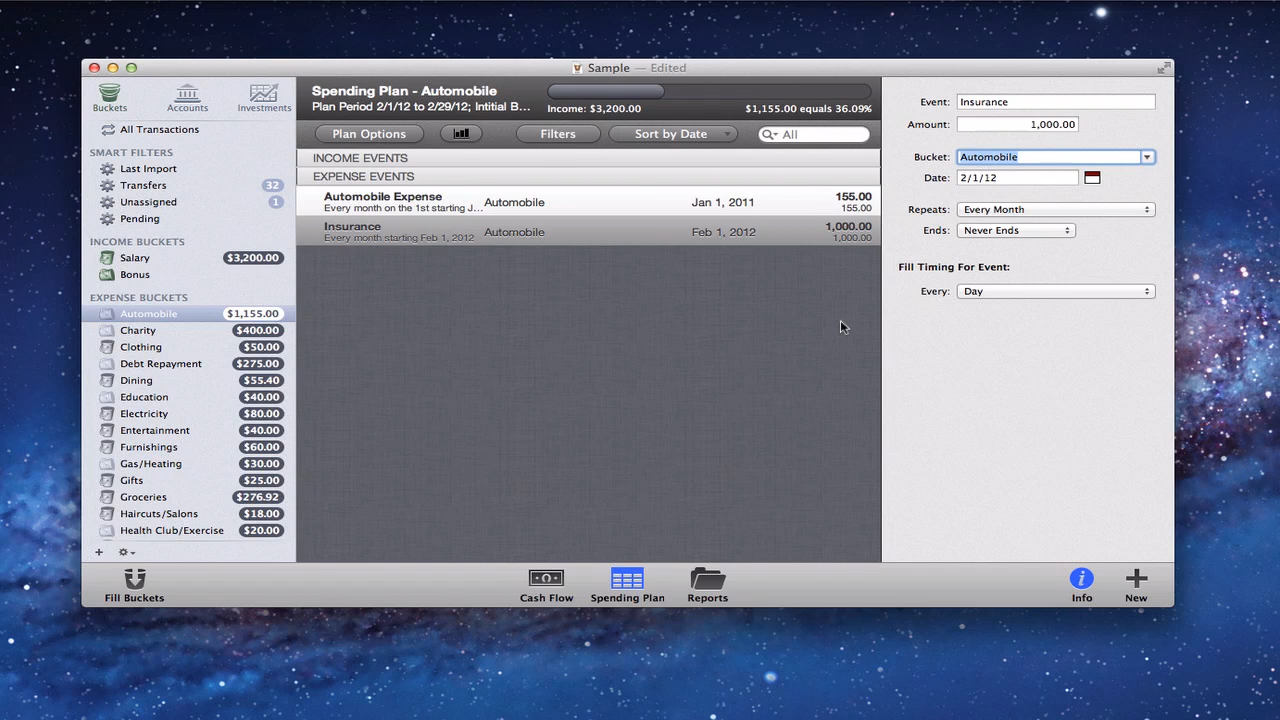 Sample — Edited
Buckets
Accounts
Investments
All Transactions
SMART FILTERS
Last Import
Transfers 32
Unassigned 1
Pending
INCOME BUCKETS
Salary $3,200.00
Bonus
EXPENSE BUCKETS
Automobile $1,155.00
Charity $400.00
Clothing $50.00
Debt Repayment $275.00
Dining $55.40
Education $40.00
Electricity $80.00
Entertainment $40.00
Furnishings $60.00
Gas/Heating $30.00
Gifts $25.00
Groceries $276.92
Haircuts/Salons $18.00
Health Club/Exercise $20.00
Spending Plan - Automobile
Plan Period 2/1/12 to 2/29/12; Intitial B...
Income: $3,200.00 $1,155.00 equals 36.09%
Plan Options Filters Sort by Date All
INCOME EVENTS
EXPENSE EVENTS
Automobile Expense Automobile Jan 1, 2011 155.00
Every month on the 1st starting J... 155.00
Insurance Automobile Feb 1, 2012 1,000.00
Every month starting Feb 1, 2012 1,000.00
Event: Insurance
Amount: 1,000.00
Bucket: Automobile
Date: 2/1/12
Repeats: Every Month
Ends: Never Ends
Fill Timing For Event:
Every: Day
Fill Buckets
Cash Flow
Spending Plan
Reports
Info
New